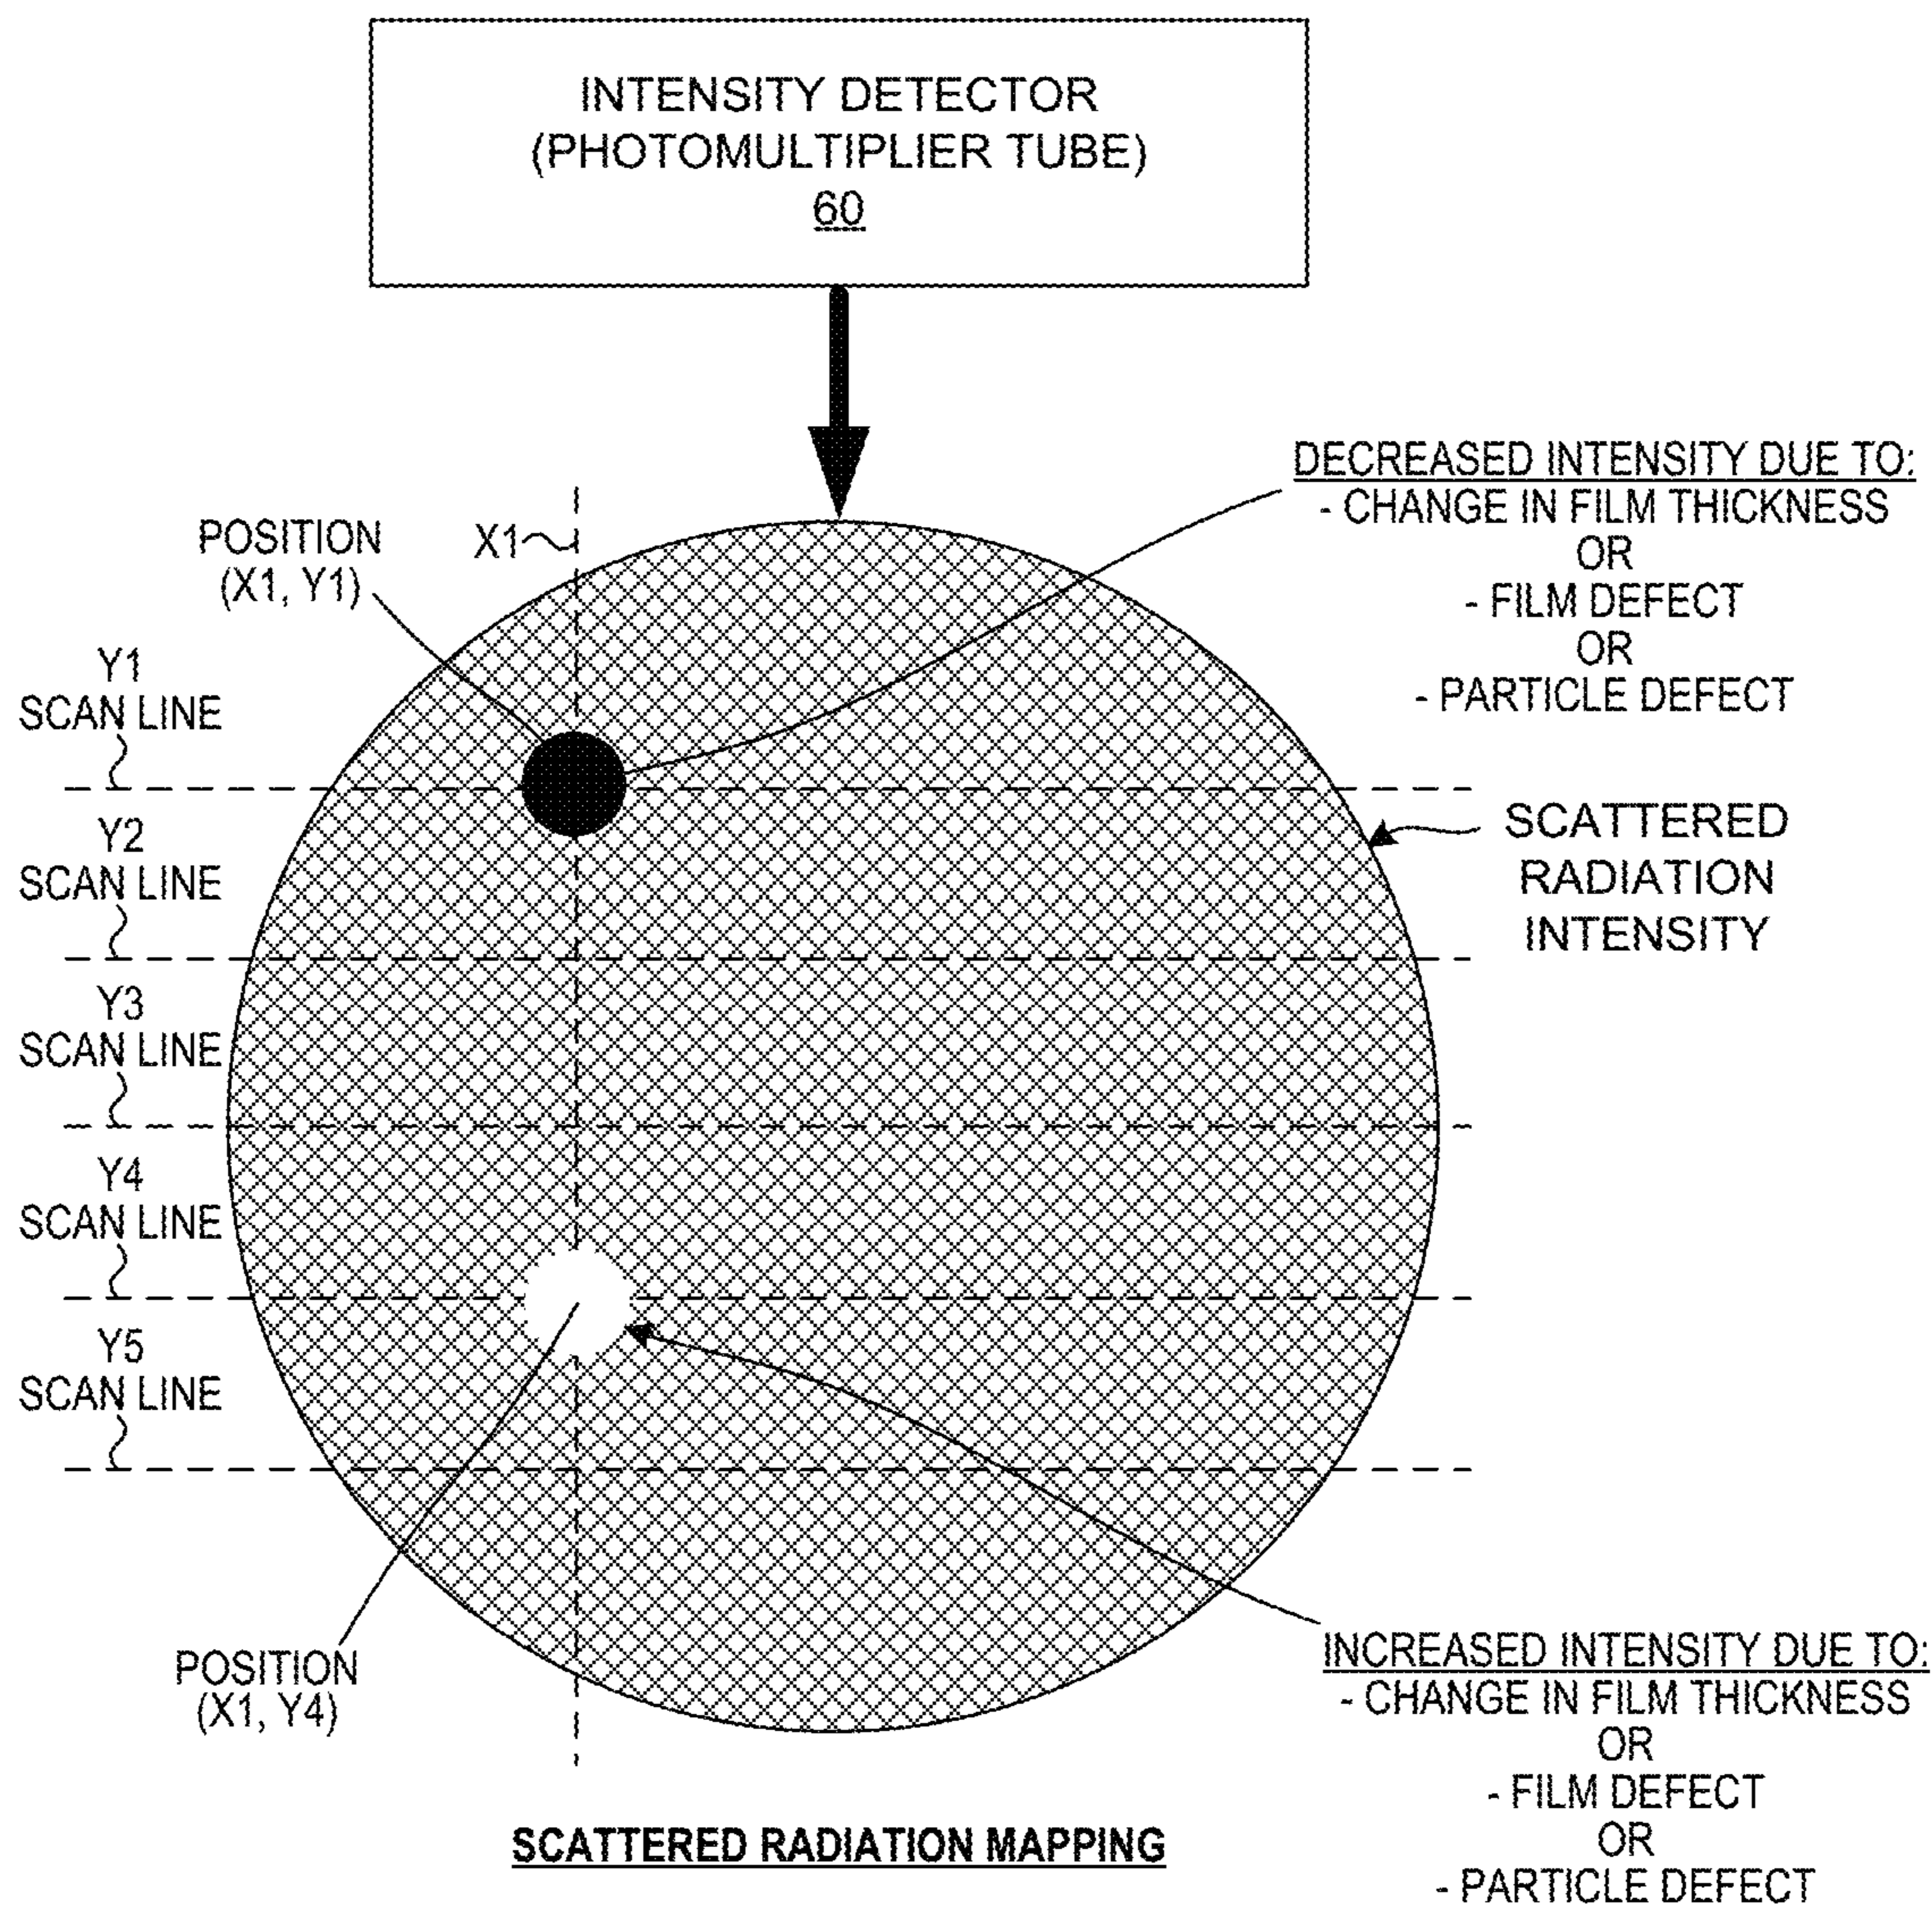 INTENSITY DETECTOR
(PHOTOMULTIPLIER TUBE)
60
DECREASED INTENSITY DUE TO:
- CHANGE IN FILM THICKNESS
OR
- FILM DEFECT
OR
- PARTICLE DEFECT
POSITION
(X1, Y1)
X1
Y1
SCAN LINE
Y2
SCAN LINE
SCATTERED
RADIATION
INTENSITY
Y3
SCAN LINE
Y4
SCAN LINE
Y5
SCAN LINE
POSITION
(X1, Y4)
INCREASED INTENSITY DUE TO:
- CHANGE IN FILM THICKNESS
OR
- FILM DEFECT
OR
- PARTICLE DEFECT
SCATTERED RADIATION MAPPING